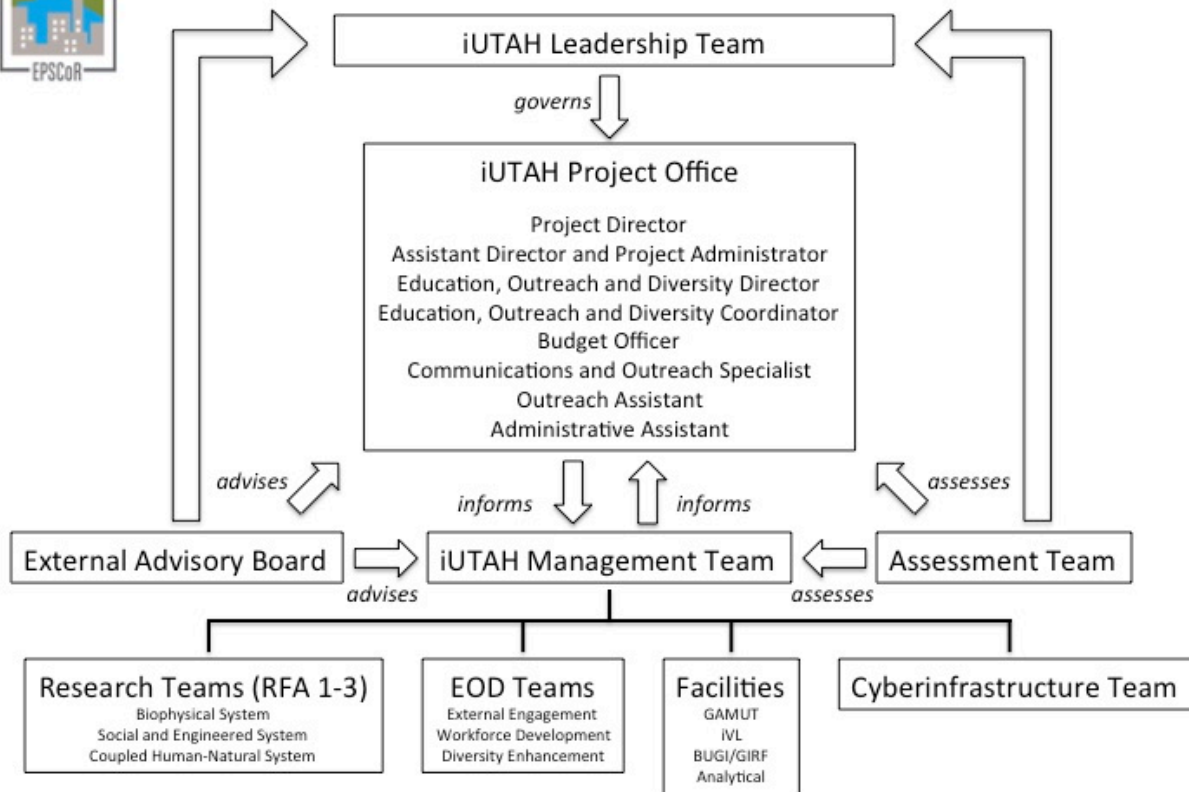 EPSCoR
iUTAH Leadership Team
governs
iUTAH Project Office
Project Director
Assistant Director and Project Administrator
Education, Outreach and Diversity Director
Education, Outreach and Diversity Coordinator
Budget Officer
Communications and Outreach Specialist
Outreach Assistant
Administrative Assistant
advises
informs
informs
assesses
External Advisory Board
iUTAH Management Team
Assessment Team
advises
assesses
Research Teams (RFA 1-3)
Biophysical System
Social and Engineered System
Coupled Human-Natural System
EOD Teams
External Engagement
Workforce Development
Diversity Enhancement
Facilities
GAMUT
iVL
BUGI/GIRF
Analytical
Cyberinfrastructure Team